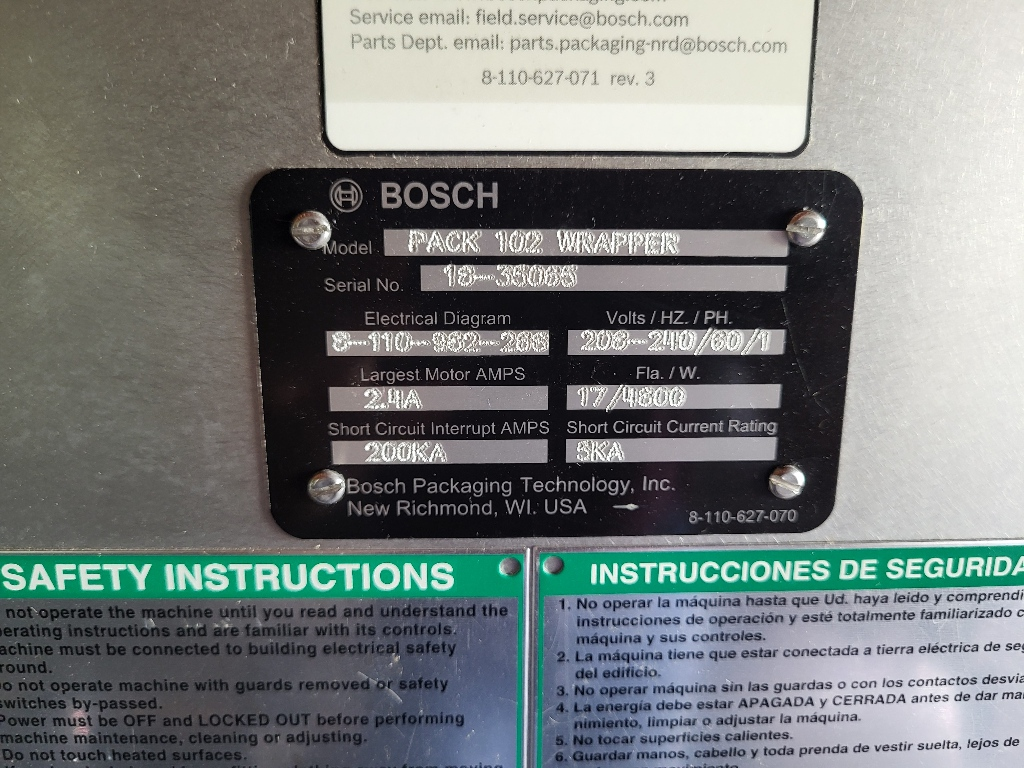 Service email: field.service@bosch.com
Parts Dept. email: parts.packaging-nrd@bosch.com
8-110-627-071 rev. 3
BOSCH
Model PACK 102 WRAPPER
Serial No. 18-35065
Electrical Diagram Volts / HZ. / PH.
208-240/60/1
Largest Motor AMPS Fla. / W.
2.4A 17/4600
Short Circuit Interrupt AMPS Short Circuit Current Rating
200KA 5KA
Bosch Packaging Technology, Inc.
New Richmond, WI. USA
8-110-627-070
SAFETY INSTRUCTIONS
not operate the machine until you read and understand the
erating instructions and are familiar with its controls.
achine must be connected to building electrical safety
round.
o not operate machine with guards removed or safety
switches by-passed.
Power must be OFF and LOCKED OUT before performing
machine maintenance, cleaning or adjusting.
Do not touch heated surfaces.
INSTRUCCIONES DE SEGURIDA
1. No operar la máquina hasta que Ud. haya leido y comprendi
instrucciones de operación y esté totalmente familiarizado c
máquina y sus controles.
2. La máquina tiene que estar conectada a tierra eléctrica de se
del edificio.
3. No operar máquina sin las guardas o con los contactos desvia
4. La energía debe estar APAGADA y CERRADA antes de dar ma
nimiento, limpiar o adjustar la máquina.
5. No tocar superficies calientes.
6. Guardar manos, cabello y toda prenda de vestir suelta, lejos de